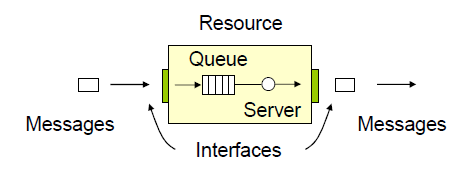 Resource
Queue
Server
Messages
Messages
Interfaces